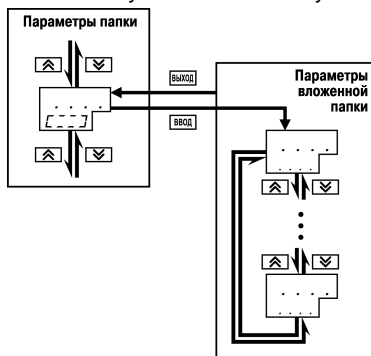 Параметры папки
ВЫХОД
ВВОД
Параметры
вложенной
папки